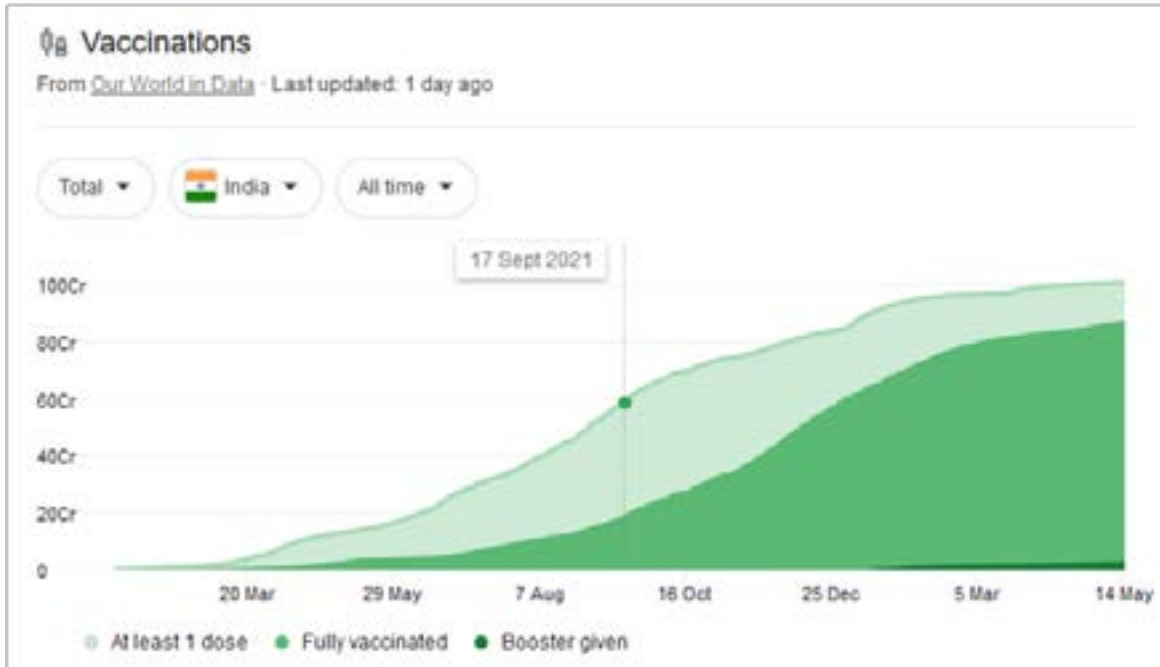 Vaccinations
From Our World in Data · Last updated: 1 day ago
Total India All time
17 Sept 2021
100Cr
80Cr
60Cr
40Cr
20Cr
0
20 Mar 29 May 7 Aug 16 Oct 25 Dec 5 Mar 14 May
At least 1 dose Fully vaccinated Booster given